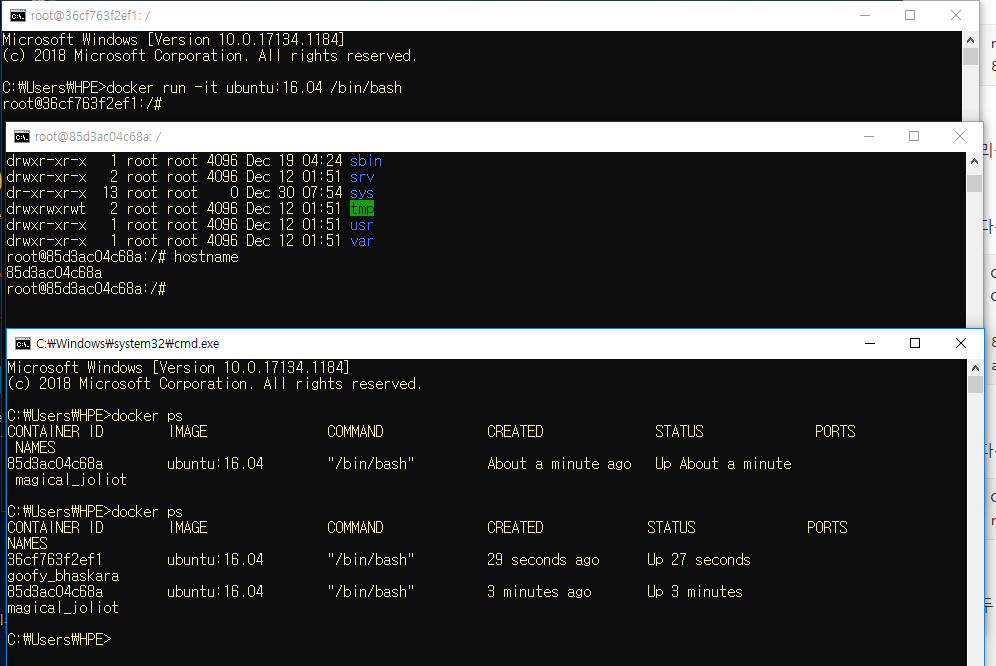 root@36cf763f2ef1: /
Microsoft Windows [Version 10.0.17134.1184]
(c) 2018 Microsoft Corporation. All rights reserved.
C:₩Users₩HPE>docker run -it ubuntu:16.04 /bin/bash
root@36cf763f2ef1:/#
root@85d3ac04c68a: /
drwxr-xr-x   1 root root 4096 Dec 19 04:24 sbin
drwxr-xr-x   2 root root 4096 Dec 12 01:51 srv
dr-xr-xr-x  13 root root    0 Dec 30 07:54 sys
drwxrwxrwt   2 root root 4096 Dec 12 01:51 tmp
drwxr-xr-x   1 root root 4096 Dec 12 01:51 usr
drwxr-xr-x   1 root root 4096 Dec 12 01:51 var
root@85d3ac04c68a:/# hostname
85d3ac04c68a
root@85d3ac04c68a:/#
C:₩Windows₩system32₩cmd.exe
Microsoft Windows [Version 10.0.17134.1184]
(c) 2018 Microsoft Corporation. All rights reserved.
C:₩Users₩HPE>docker ps
CONTAINER ID        IMAGE               COMMAND             CREATED              STATUS              PORTS
 NAMES
85d3ac04c68a        ubuntu:16.04        "/bin/bash"         About a minute ago   Up About a minute
 magical_joliot
C:₩Users₩HPE>docker ps
CONTAINER ID        IMAGE               COMMAND             CREATED             STATUS              PORTS
NAMES
36cf763f2ef1        ubuntu:16.04        "/bin/bash"         29 seconds ago      Up 27 seconds
goofy_bhaskara
85d3ac04c68a        ubuntu:16.04        "/bin/bash"         3 minutes ago       Up 3 minutes
magical_joliot
C:₩Users₩HPE>